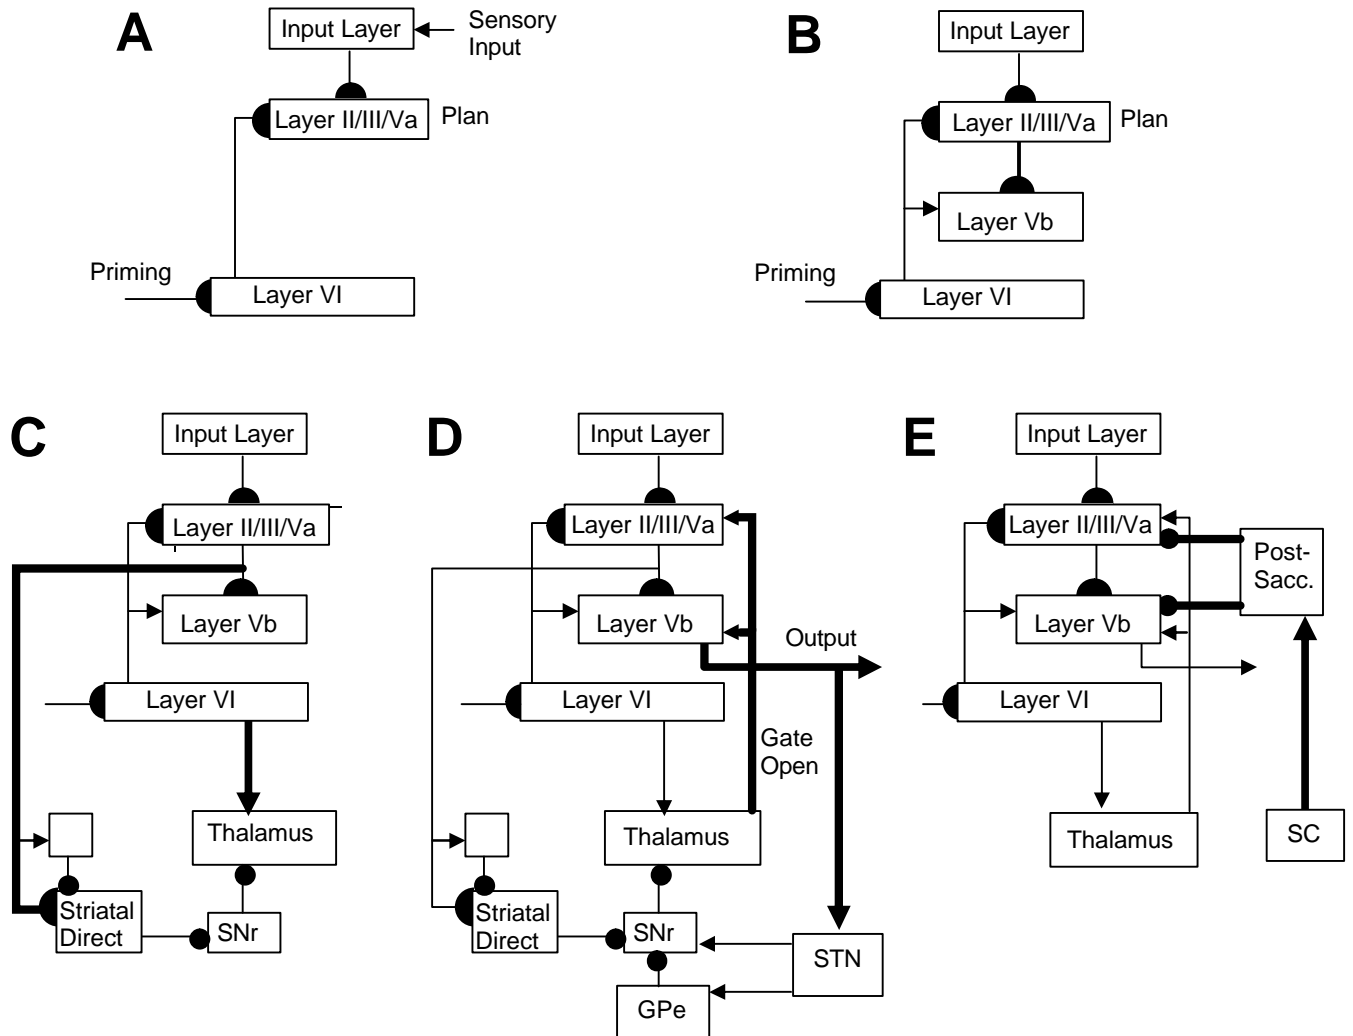 A
Input Layer
Sensory
Input
Layer II/III/Va
Plan
Priming
Layer VI
B
Input Layer
Layer II/III/Va
Plan
Layer Vb
Priming
Layer VI
C
Input Layer
Layer II/III/Va
Layer Vb
Layer VI
Thalamus
Striatal
Direct
SNr
D
Input Layer
Layer II/III/Va
Layer Vb
Output
Layer VI
Gate
Open
Thalamus
Striatal
Direct
SNr
STN
GPe
E
Input Layer
Layer II/III/Va
Post-
Sacc.
Layer Vb
Layer VI
Thalamus
SC